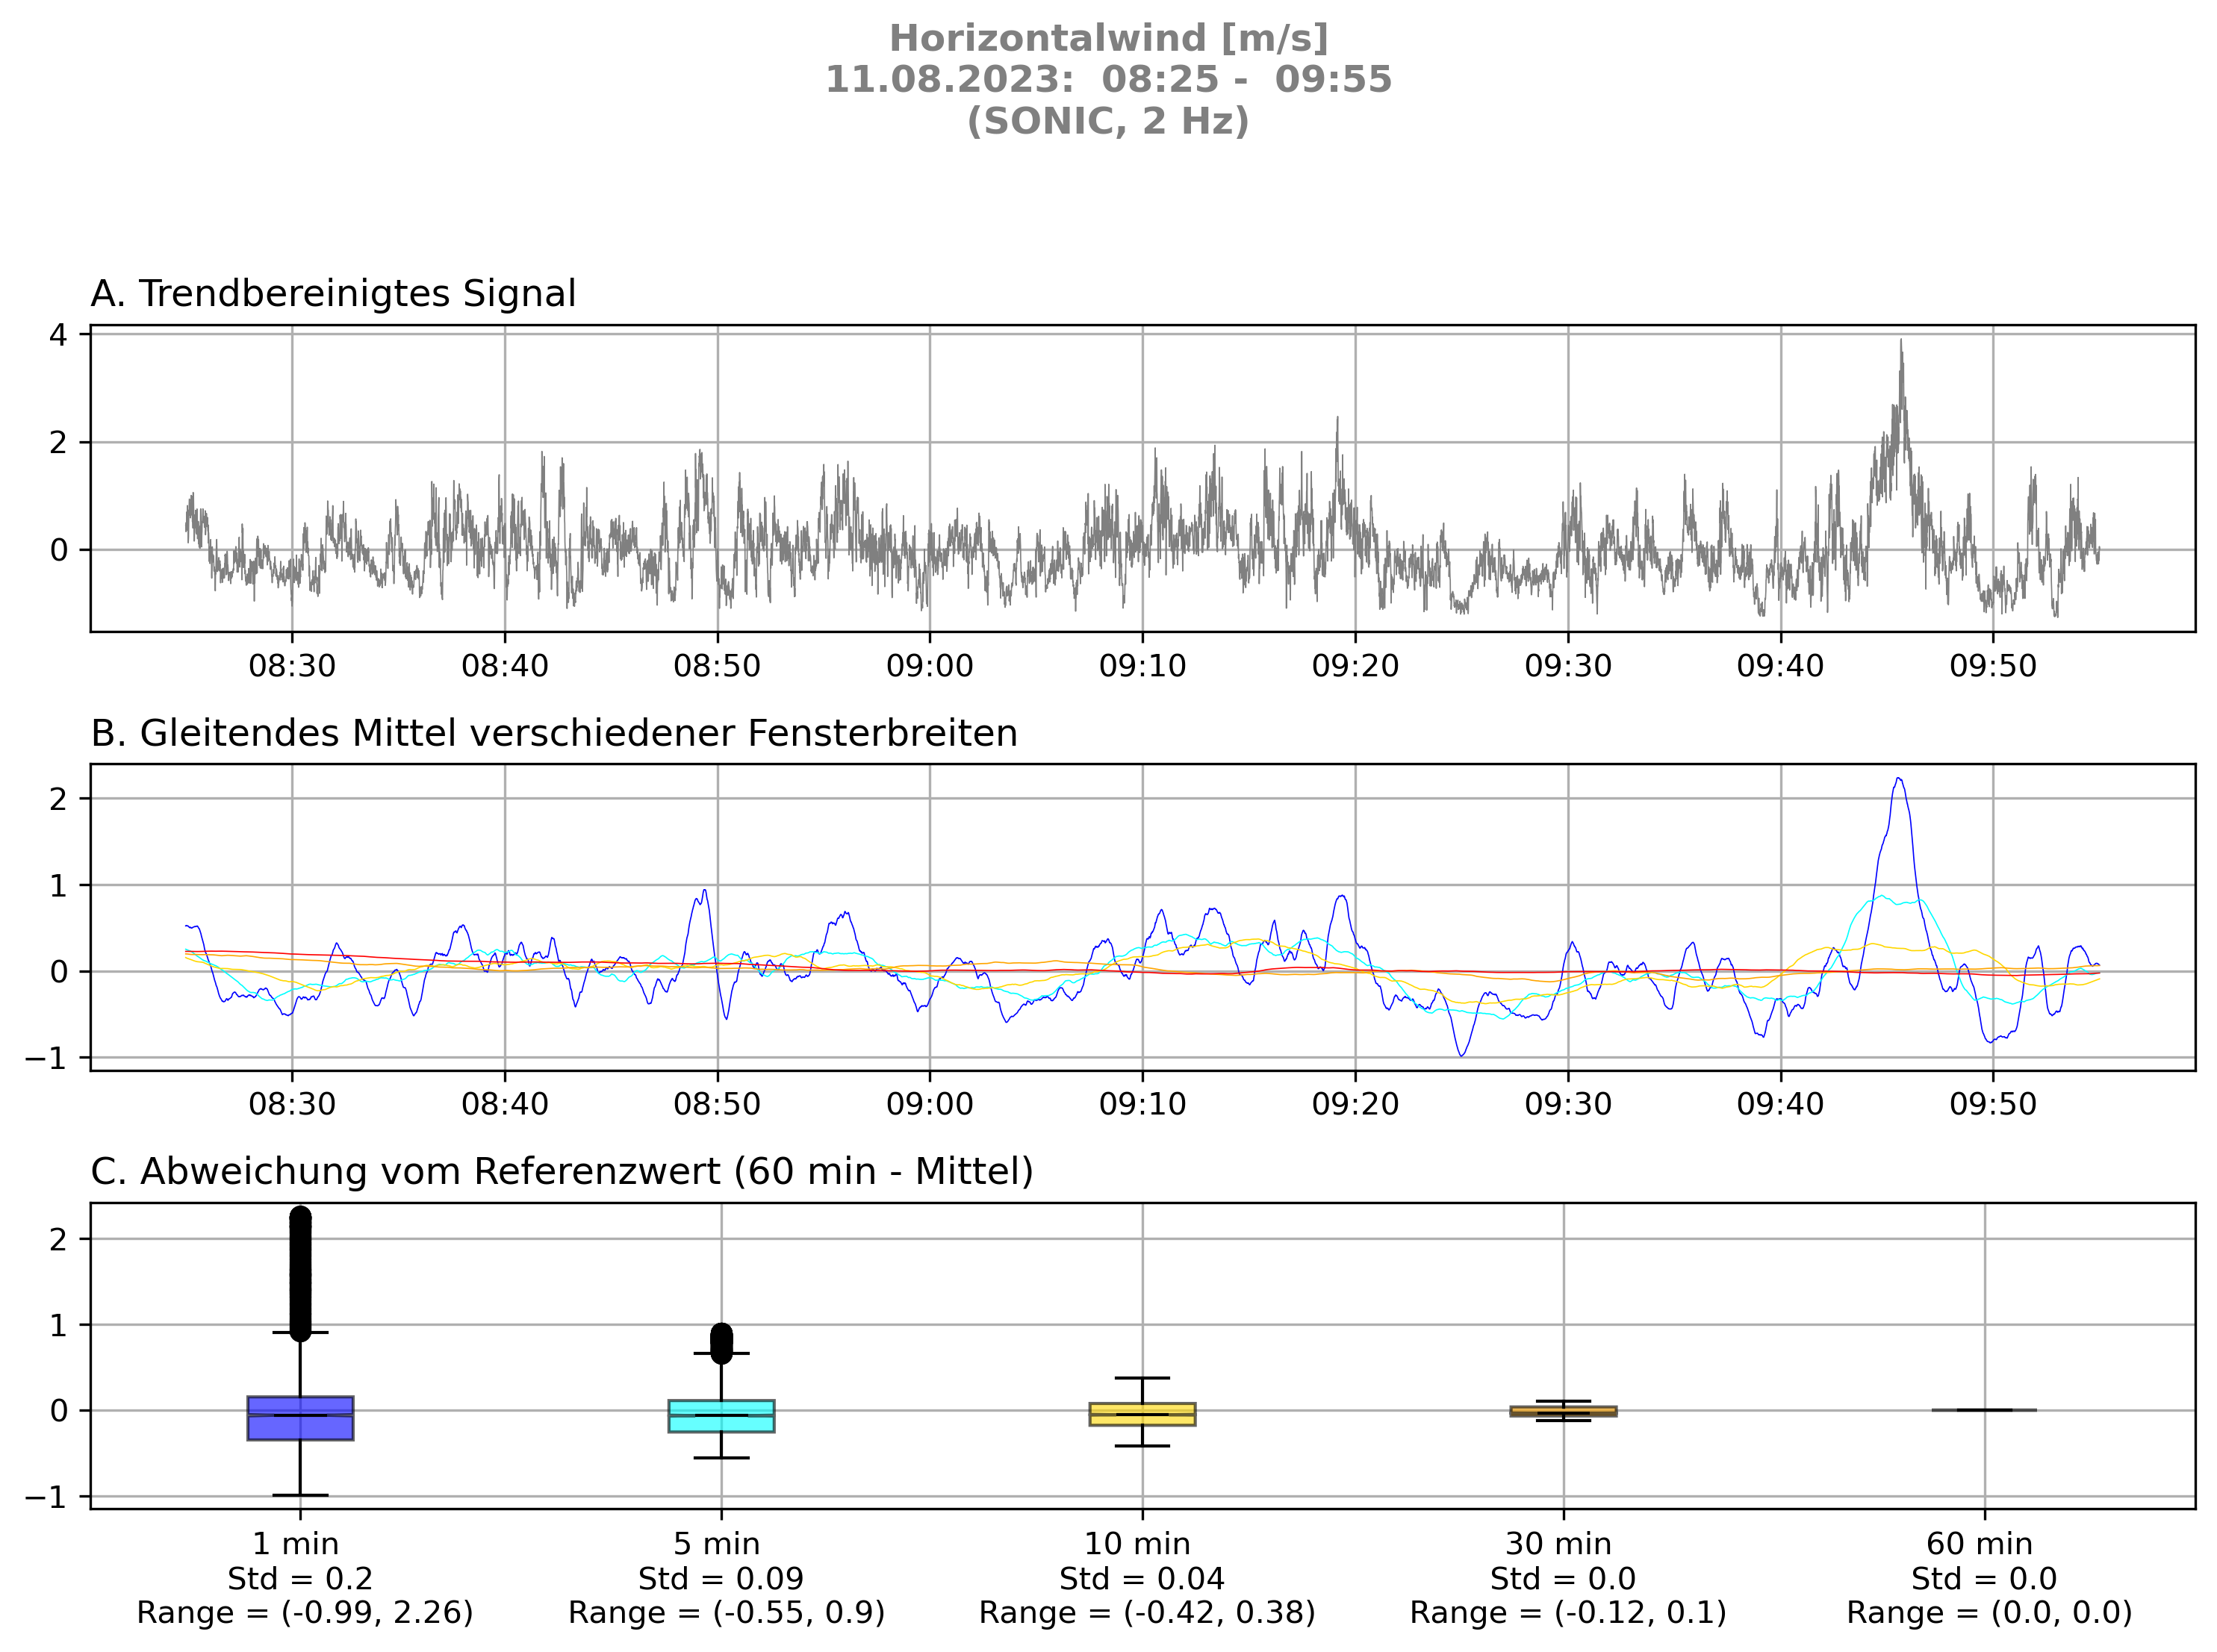 Horizontalwind [m/s]
11.08.2023:  08:25 -  09:55
(SONIC, 2 Hz)
A. Trendbereinigtes Signal
4
2
0
08:30 08:40 08:50 09:00 09:10 09:20 09:30 09:40 09:50
B. Gleitendes Mittel verschiedener Fensterbreiten
2
1
0
−1
08:30 08:40 08:50 09:00 09:10 09:20 09:30 09:40 09:50
C. Abweichung vom Referenzwert (60 min - Mittel)
2
1
0
−1
1 min 5 min 10 min 30 min 60 min
Std = 0.2 Std = 0.09 Std = 0.04 Std = 0.0 Std = 0.0
Range = (-0.99, 2.26) Range = (-0.55, 0.9) Range = (-0.42, 0.38) Range = (-0.12, 0.1) Range = (0.0, 0.0)